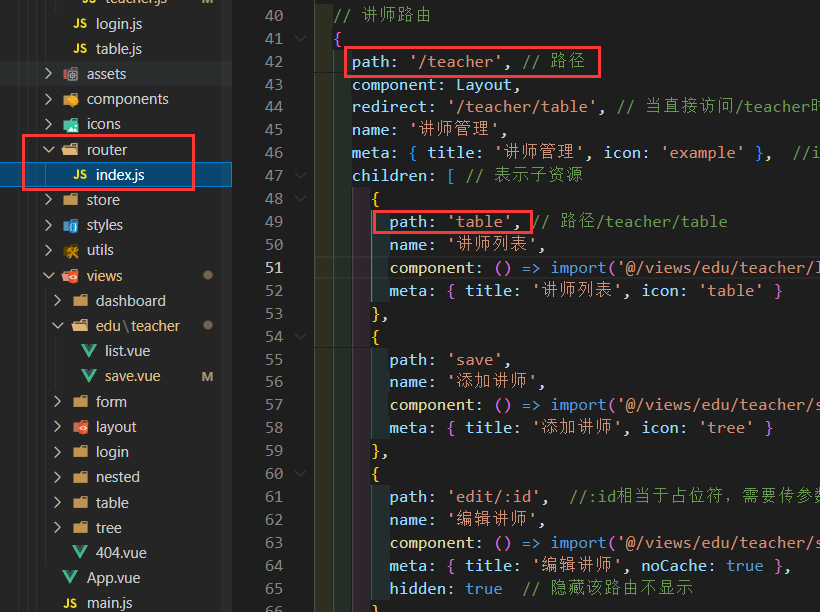 teacher.js M
JS login.js
JS table.js
assets
components
icons
router
JS index.js
store
styles
utils
views
dashboard
edu\teacher
list.vue
save.vue M
form
layout
login
nested
table
tree
404.vue
App.vue
JS main.js
40 // 讲师路由
41 {
42 path: '/teacher', // 路径
43 component: Layout,
44 redirect: '/teacher/table', // 当直接访问/teacher时
45 name: '讲师管理',
46 meta: { title: '讲师管理', icon: 'example' }, //i
47 children: [ // 表示子资源
48 {
49 path: 'table', // 路径/teacher/table
50 name: '讲师列表',
51 component: () => import('@/views/edu/teacher/l
52 meta: { title: '讲师列表', icon: 'table' }
53 },
54 {
55 path: 'save',
56 name: '添加讲师',
57 component: () => import('@/views/edu/teacher/s
58 meta: { title: '添加讲师', icon: 'tree' }
59 },
60 {
61 path: 'edit/:id', //:id相当于占位符，需要传参数
62 name: '编辑讲师',
63 component: () => import('@/views/edu/teacher/s
64 meta: { title: '编辑讲师', noCache: true },
65 hidden: true // 隐藏该路由不显示
66 }